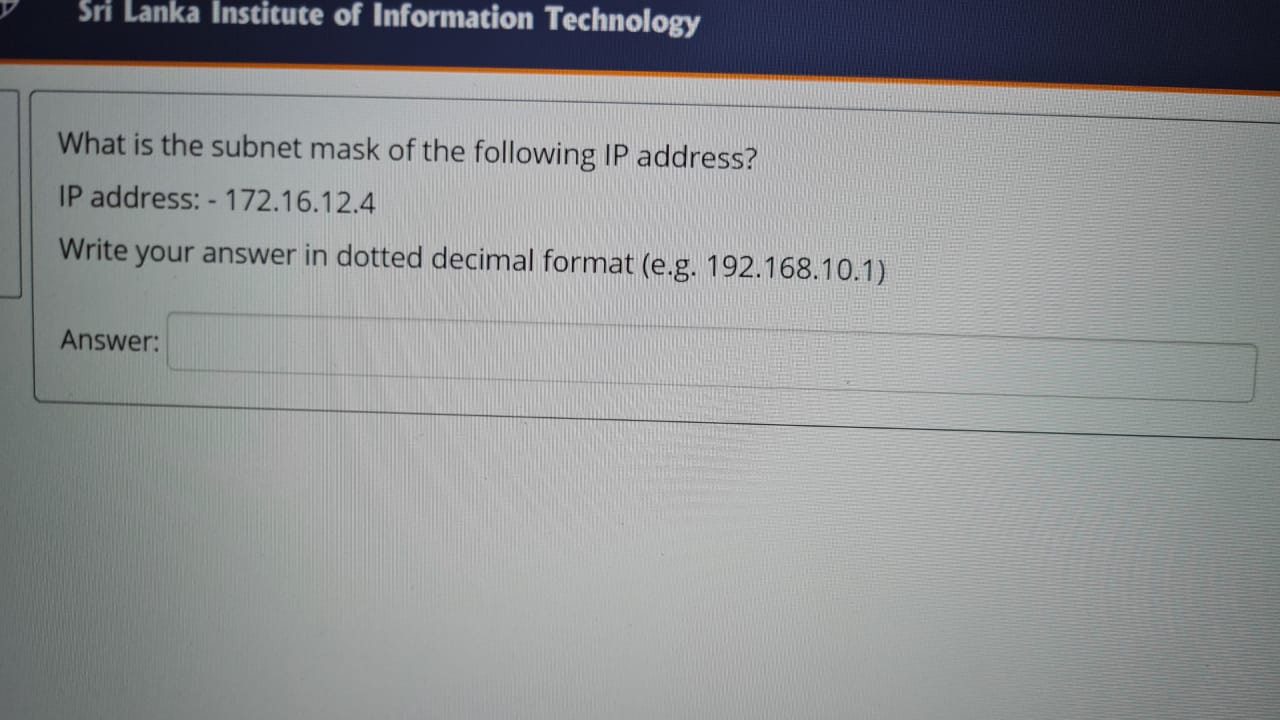 Sri Lanka Institute of Information Technology
What is the subnet mask of the following IP address?
IP address: - 172.16.12.4
Write your answer in dotted decimal format (e.g. 192.168.10.1)
Answer: